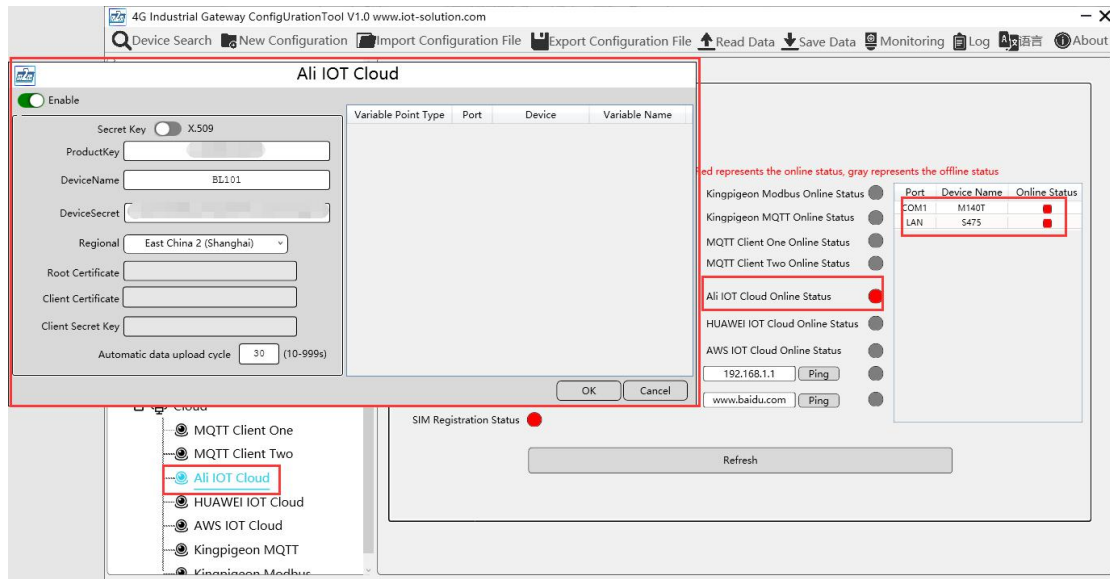 4G Industrial Gateway ConfigUrationTool V1.0 www.iot-solution.com
Device Search New Configuration Import Configuration File Export Configuration File Read Data Save Data Monitoring Log 语言 About
Ali IOT Cloud
Enable
Secret Key X.509
ProductKey
DeviceName BL101
DeviceSecret
Regional East China 2 (Shanghai)
Root Certificate
Client Certificate
Client Secret Key
Automatic data upload cycle 30 (10-999s)
Variable Point Type Port Device Variable Name
OK Cancel
ed represents the online status, gray represents the offline status
Kingpigeon Modbus Online Status
Kingpigeon MQTT Online Status
MQTT Client One Online Status
MQTT Client Two Online Status
Ali IOT Cloud Online Status
HUAWEI IOT Cloud Online Status
AWS IOT Cloud Online Status
192.168.1.1 Ping
www.baidu.com Ping
Port Device Name Online Status
COM1 M140T
LAN S475
SIM Registration Status
Refresh
Cloud
MQTT Client One
MQTT Client Two
Ali IOT Cloud
HUAWEI IOT Cloud
AWS IOT Cloud
Kingpigeon MQTT
Kingpigeon Modbus